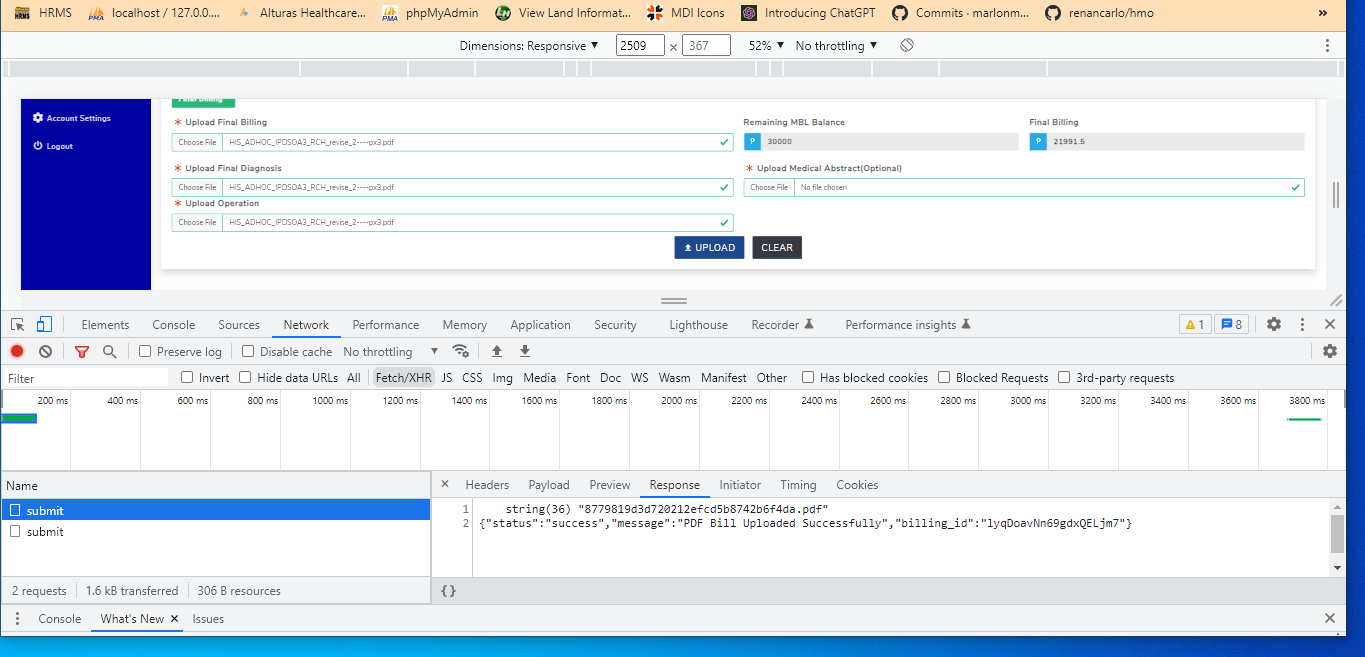 HRMS localhost / 127.0.0.... Alturas Healthcare... phpMyAdmin View Land Informat... MDI Icons Introducing ChatGPT Commits · marlonm... renancarlo/hmo »
Dimensions: Responsive ▼ 2509 × 367 52% ▼ No throttling ▼
Final Billing
Account Settings
Logout
* Upload Final Billing
Remaining MBL Balance
Final Billing
Choose File HIS_ADHOC_IPDSOA3_RCH_revise_2----px3.pdf
₱ 30000
₱ 21991.5
* Upload Final Diagnosis
* Upload Medical Abstract(Optional)
Choose File HIS_ADHOC_IPDSOA3_RCH_revise_2----px3.pdf
Choose File No file chosen
* Upload Operation
Choose File HIS_ADHOC_IPDSOA3_RCH_revise_2----px3.pdf
UPLOAD CLEAR
Elements Console Sources Network Performance Memory Application Security Lighthouse Recorder Performance insights 1 8
Preserve log Disable cache No throttling ▼
Filter Invert Hide data URLs All Fetch/XHR JS CSS Img Media Font Doc WS Wasm Manifest Other Has blocked cookies Blocked Requests 3rd-party requests
200 ms 400 ms 600 ms 800 ms 1000 ms 1200 ms 1400 ms 1600 ms 1800 ms 2000 ms 2200 ms 2400 ms 2600 ms 2800 ms 3000 ms 3200 ms 3400 ms 3600 ms 3800 ms
Name
submit
submit
× Headers Payload Preview Response Initiator Timing Cookies
1 string(36) "8779819d3d720212efcd5b8742b6f4da.pdf"
2 {"status":"success","message":"PDF Bill Uploaded Successfully","billing_id":"lyqDoavNn69gdxQELjm7"}
2 requests 1.6 kB transferred 306 B resources
{}
Console What's New × Issues